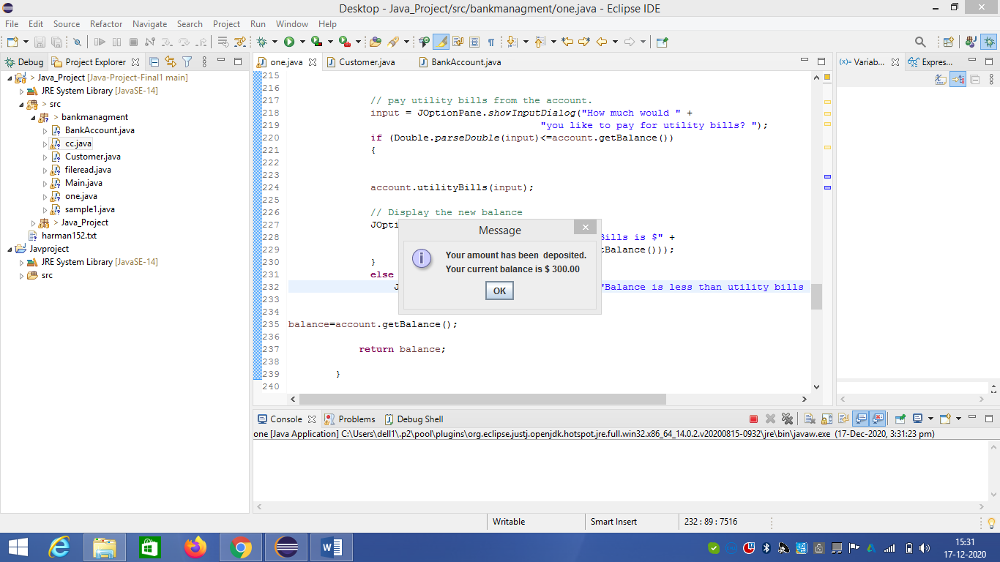 Desktop - Java_Project/src/bankmanagment/one.java - Eclipse IDE
File Edit Source Refactor Navigate Search Project Run Window Help
Debug Project Explorer
> Java_Project [Java-Project-Final1 main]
JRE System Library [JavaSE-14]
> src
> bankmanagment
BankAccount.java
cc.java
Customer.java
fileread.java
Main.java
one.java
sample1.java
> Java_Project
harman152.txt
Javproject
JRE System Library [JavaSE-14]
src
one.java Customer.java BankAccount.java
215
216
217 // pay utility bills from the account.
218 input = JOptionPane.showInputDialog("How much would " +
219 "you like to pay for utility bills? ");
220 if (Double.parseDouble(input)<=account.getBalance())
221 {
222
223
224 account.utilityBills(input);
225
226 // Display the new balance
227 JOpti
228 Bills is $" +
229 tBalance()));
230 }
231 else
232 J "Balance is less than utility bills
233
234
235 balance=account.getBalance();
236
237 return balance;
238
239 }
240
Message
Your amount has been deposited.
Your current balance is $ 300.00
OK
(x)= Variab... Expres...
Console Problems Debug Shell
one [Java Application] C:\Users\dell1\.p2\pool\plugins\org.eclipse.justj.openjdk.hotspot.jre.full.win32.x86_64_14.0.2.v20200815-0932\jre\bin\javaw.exe (17-Dec-2020, 3:31:23 pm)
Writable Smart Insert 232 : 89 : 7516
15:31
17-12-2020